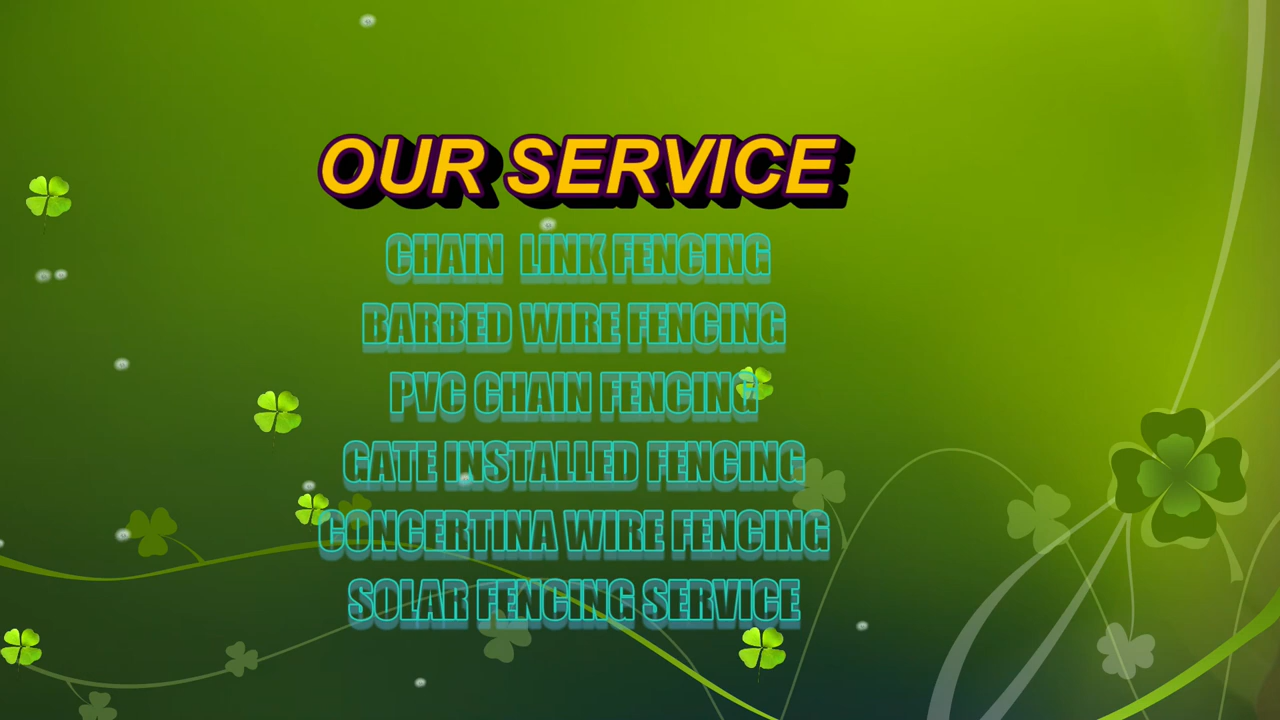 OUR SERVICE
CHAIN LINK FENCING
BARBED WIRE FENCING
PVC CHAIN FENCING
GATE INSTALLED FENCING
CONCERTINA WIRE FENCING
SOLAR FENCING SERVICE